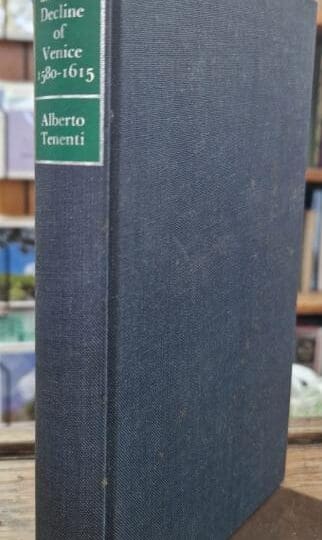 Decline
of
Venice
1580-1615
Alberto
Tenenti